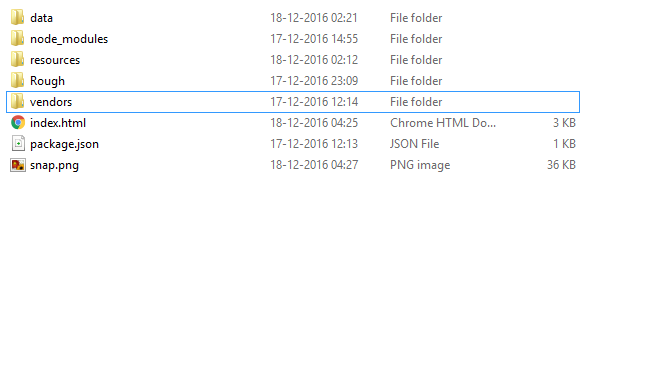 data 18-12-2016 02:21 File folder
node_modules 17-12-2016 14:55 File folder
resources 18-12-2016 02:12 File folder
Rough 17-12-2016 23:09 File folder
vendors 17-12-2016 12:14 File folder
index.html 18-12-2016 04:25 Chrome HTML Do... 3 KB
package.json 17-12-2016 12:13 JSON File 1 KB
snap.png 18-12-2016 04:27 PNG image 36 KB